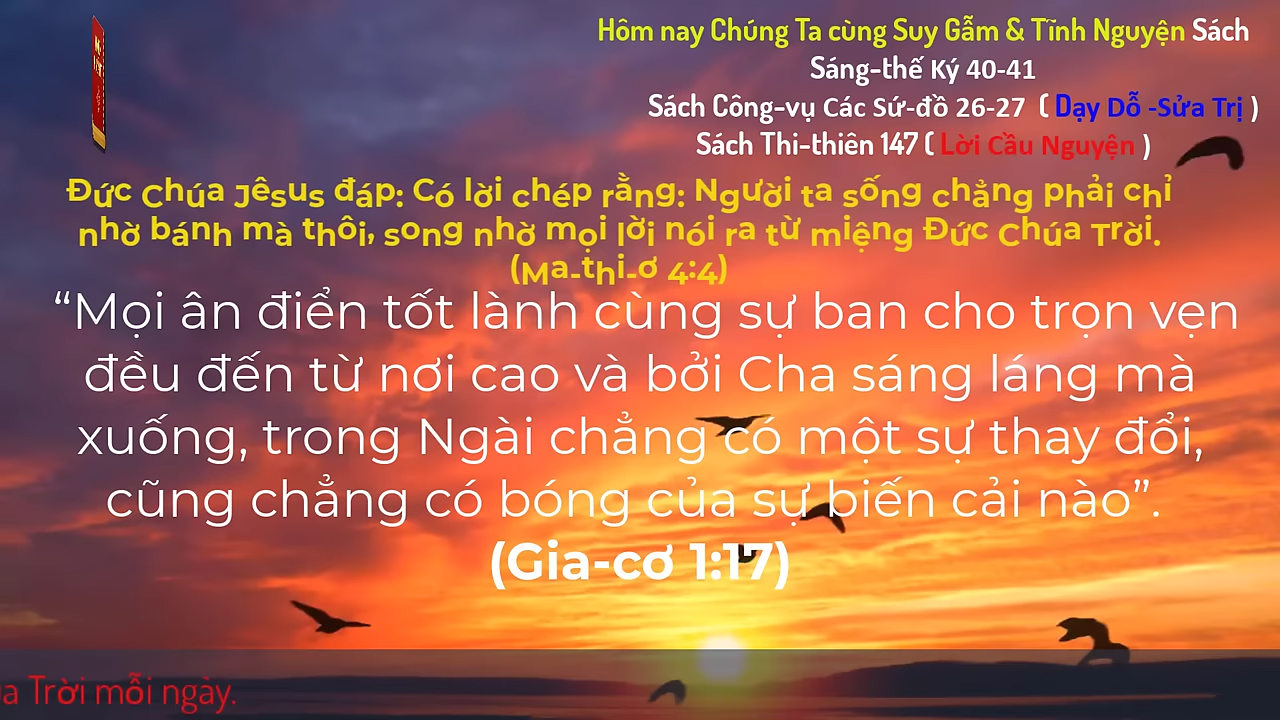 Hôm nay Chúng Ta cùng Suy Gẫm & Tĩnh Nguyện Sách
Sáng-thế Ký 40-41
Sách Công-vụ Các Sứ-đồ 26-27 ( Dạy Dỗ -Sửa Trị )
Sách Thi-thiên 147 ( Lời Cầu Nguyện )
Đức Chúa Jêsus đáp: Có lời chép rằng: Người ta sống chẳng phải chỉ
nhờ bánh mà thôi, song nhờ mọi lời nói ra từ miệng Đức Chúa Trời.
(Ma-thi-ơ 4:4)
“Mọi ân điển tốt lành cùng sự ban cho trọn vẹn
đều đến từ nơi cao và bởi Cha sáng láng mà
xuống, trong Ngài chẳng có một sự thay đổi,
cũng chẳng có bóng của sự biến cải nào”.
(Gia-cơ 1:17)
Trời mỗi ngày.